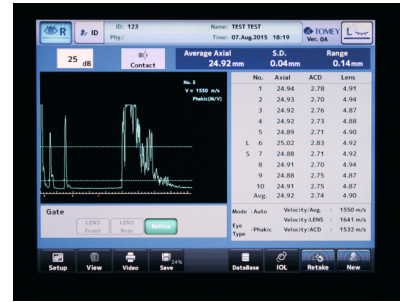 R
ID
ID: 123
Phy.:
Name: TEST TEST
Time: 07.Aug.2015 18:19
TOMEY
Ver. 0A
L
25 dB
Contact
Average Axial
24.92 mm
S.D.
0.04 mm
Range
0.14 mm
No. 3
V = 1550 m/s
Phakic(W/V)
No. Axial ACD Lens
1 24.94 2.78 4.91
2 24.93 2.70 4.94
3 24.92 2.76 4.87
4 24.92 2.73 4.88
5 24.89 2.71 4.90
L 6 25.02 2.83 4.92
S 7 24.88 2.71 4.92
8 24.91 2.70 4.94
9 24.88 2.75 4.87
10 24.91 2.75 4.87
Avg. 24.92 2.74 4.90
Gate
LENS Front
LENS Rear
Retina
Mode :Auto
Eye Type :Phakic
Velocity:Avg. : 1550 m/s
Velocity:LENS : 1641 m/s
Velocity:ACD : 1532 m/s
Setup
View
Video
Save
24%
DataBase
IOL
Retake
New